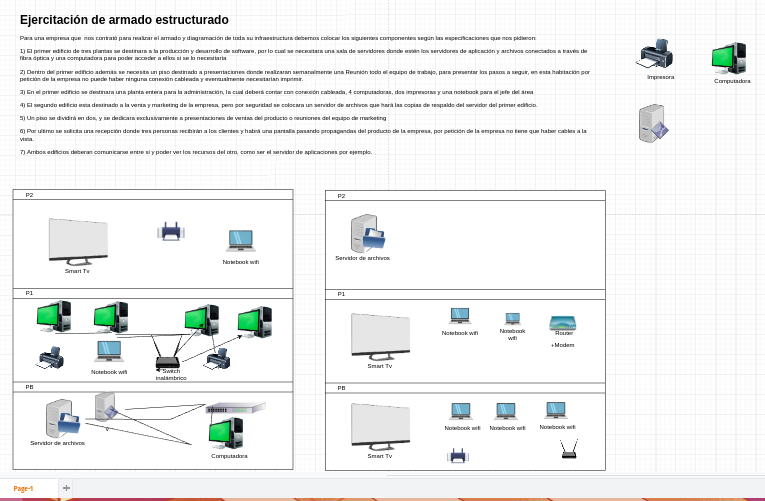 Ejercitación de armado estructurado
Para una empresa que nos contrató para realizar el armado y diagramación de toda su infraestructura debemos colocar los siguientes componentes según las especificaciones que nos pidieron:
1) El primer edificio de tres plantas se destinara a la producción y desarrollo de software, por lo cual se necesitara una sala de servidores donde estén los servidores de aplicación y archivos conectados a través de
fibra óptica y una computadora para poder acceder a ellos si se lo necesitaría
2) Dentro del primer edificio además se necesita un piso destinado a presentaciones donde realizaran semanalmente una Reunión todo el equipo de trabajo, para presentar los pasos a seguir, en esta habitación por
petición de la empresa no puede haber ninguna conexión cableada y eventualmente necesitarían imprimir.
3) En el primer edificio se destinara una planta entera para la administración, la cual deberá contar con conexión cableada, 4 computadoras, dos impresoras y una notebook para el jefe del área
4) El segundo edificio esta destinado a la venta y marketing de la empresa, pero por seguridad se colocara un servidor de archivos que hará las copias de respaldo del servidor del primer edificio.
5) Un piso se dividirá en dos, y se dedicara exclusivamente a presentaciones de ventas del producto o reuniones del equipo de marketing
6) Por ultimo se solicita una recepción donde tres personas recibirán a los clientes y habrá una pantalla pasando propagandas del producto de la empresa, por petición de la empresa no tiene que haber cables a la
vista.
7) Ambos edificios deberan comunicarse entre si y poder ver los recursos del otro, como ser el servidor de aplicaciones por ejemplo.
Impresora
Computadora
P2
Smart Tv
Notebook wifi
P1
Notebook wifi
Switch
inalámbrico
PB
Servidor de archivos
Computadora
P2
Servidor de archivos
P1
Smart Tv
Notebook wifi
Notebook
wifi
Router
+Modem
PB
Smart Tv
Notebook wifi
Notebook wifi
Notebook wifi
Page-1